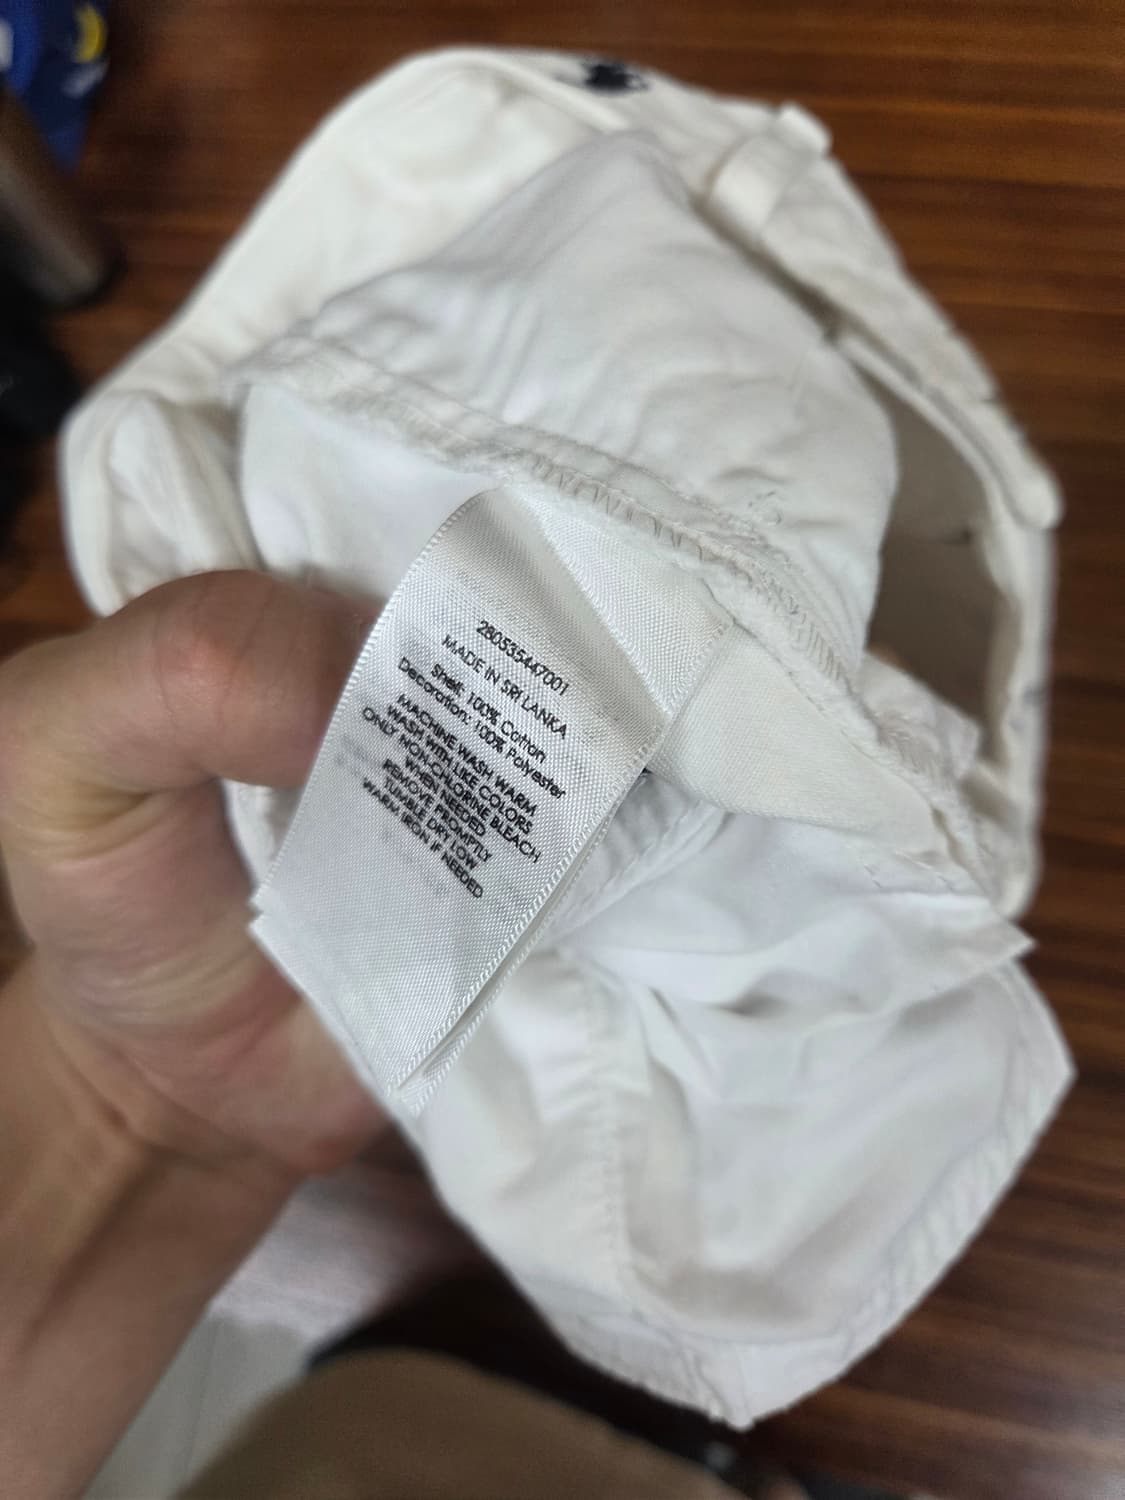 280535447001
MADE IN SRI LANKA
Shell: 100% Cotton
Decoration: 100% Polyester
MACHINE WASH WARM
WASH WITH LIKE COLORS
ONLY NON-CHLORINE BLEACH
WHEN NEEDED
REMOVE PROMPTLY
TUMBLE DRY LOW
WARM IRON IF NEEDED